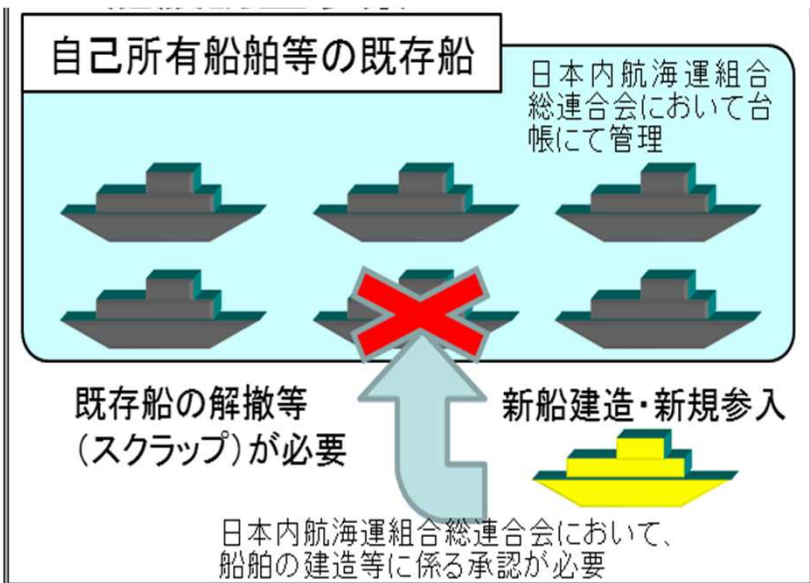 自己所有船舶等の既存船
日本内航海運組合
総連合会において台
帳にて管理
既存船の解撤等
（スクラップ）が必要
新船建造・新規参入
日本内航海運組合総連合会において、
船舶の建造等に係る承認が必要